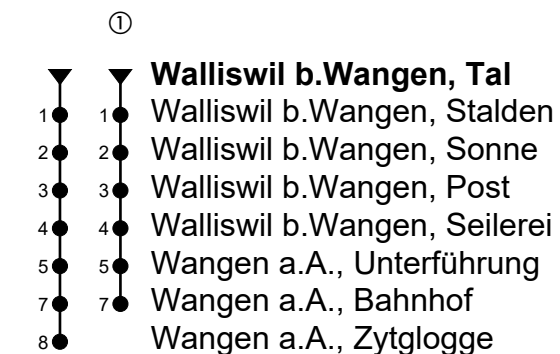 ①
Walliswil b.Wangen, Tal
1 1 Walliswil b.Wangen, Stalden
2 2 Walliswil b.Wangen, Sonne
3 3 Walliswil b.Wangen, Post
4 4 Walliswil b.Wangen, Seilerei
5 5 Wangen a.A., Unterführung
7 7 Wangen a.A., Bahnhof
8 Wangen a.A., Zytglogge